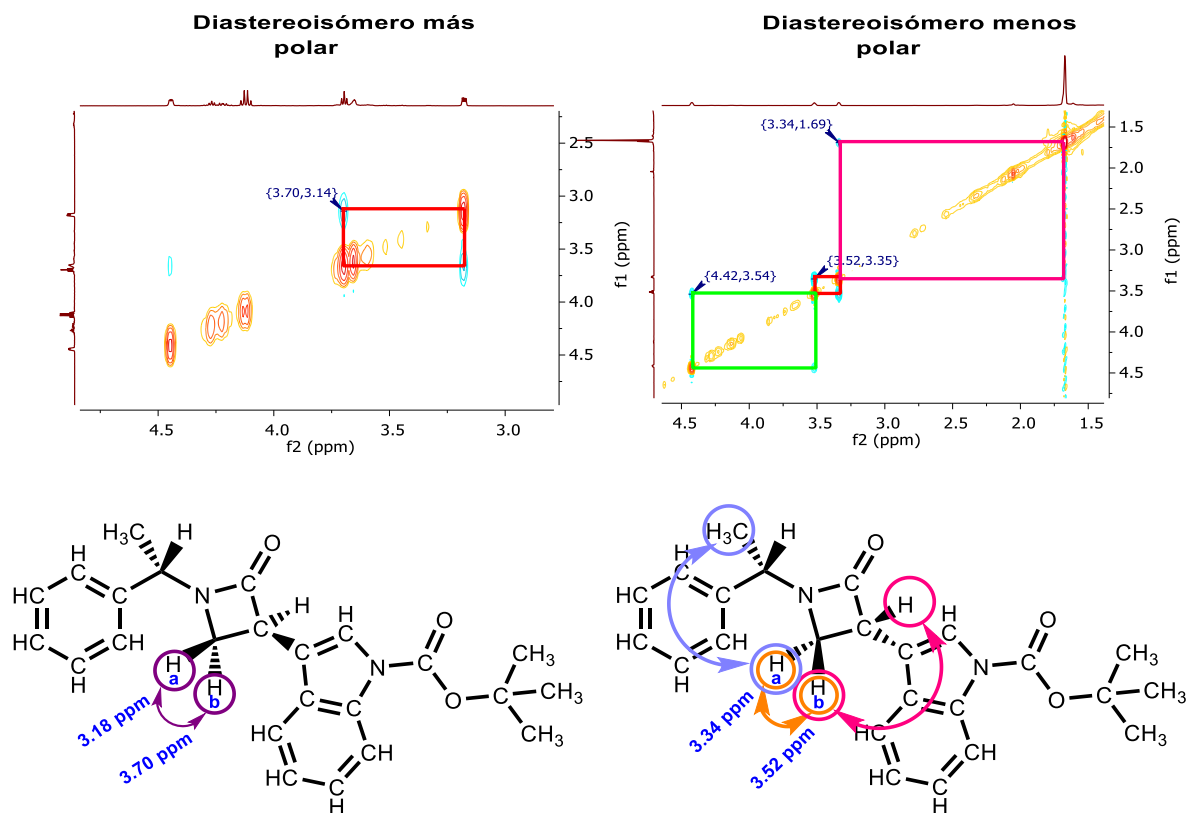 Diastereoisómero más
polar
Diastereoisómero menos
polar
{3.70,3.14}
2.5
3.0
3.5
4.0
4.5
f1 (ppm)
4.5
4.0
3.5
3.0
f2 (ppm)
{3.34,1.69}
{3.52,3.35}
{4.42,3.54}
1.5
2.0
2.5
3.0
3.5
4.0
4.5
f1 (ppm)
4.5
4.0
3.5
3.0
2.5
2.0
1.5
f2 (ppm)
H3C
H
O
H
HC
C
N
C
H
H
C
HC
CH
C
H
H
a
H
b
N
C
O
O
CH3
CH3
CH3
HC
CH
HC
CH
C
H
3.18 ppm
3.70 ppm
H3C
H
O
H
HC
C
N
C
H
H
C
HC
CH
C
H
H
a
H
b
N
C
O
O
CH3
CH3
CH3
HC
CH
HC
CH
C
H
3.34 ppm
3.52 ppm